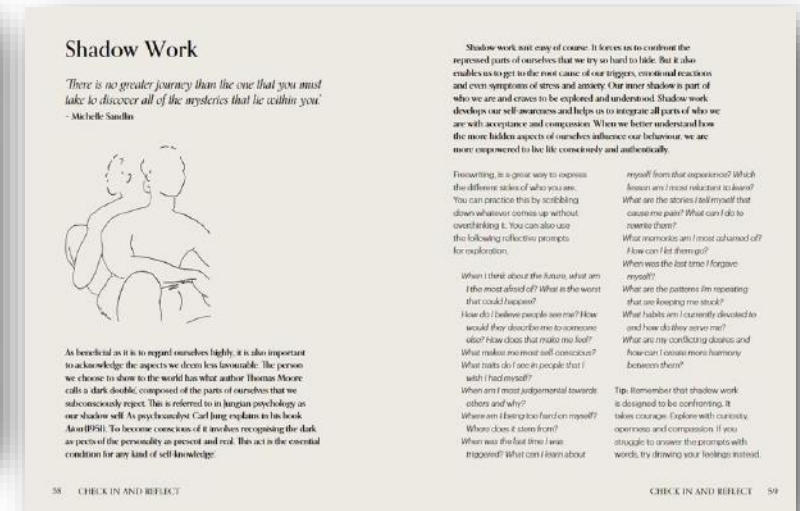 Shadow Work
'There is no greater journey than the one that you must
take to discover all of the mysteries that lie within you.'
- Michelle Sandlin
As beneficial as it is to regard ourselves highly, it is also important
to acknowledge the aspects we deem less favourable. The person
we choose to show to the world has what author Thomas Moore
calls a 'dark double', composed of the parts of ourselves that we
subconsciously reject. This is referred to in Jungian psychology as
our shadow self. As psychoanalyst Carl Jung explains in his book
Aion (1951), 'To become conscious of it involves recognising the dark
aspects of the personality as present and real. This act is the essential
condition for any kind of self-knowledge.'
58 CHECK IN AND REFLECT
Shadow work isn't easy of course. It forces us to confront the
repressed parts of ourselves that we try so hard to hide. But it also
enables us to get to the root cause of our triggers, emotional reactions
and even symptoms of stress and anxiety. Our inner shadow is part of
who we are and craves to be explored and understood. Shadow work
develops our self-awareness and helps us to integrate all parts of who we
are with acceptance and compassion. When we better understand how
the more hidden aspects of ourselves influence our behaviour, we are
more empowered to live life consciously and authentically.
Freewriting, is a great way to express
the different sides of who you are.
You can practice this by scribbling
down whatever comes up without
overthinking it. You can also use
the following reflective prompts
for exploration.
When I think about the future, what am
I the most afraid of? What is the worst
that could happen?
How do I believe people see me? How
would they describe me to someone
else? How does that make me feel?
What makes me most self-conscious?
What traits do I see in people that I
wish I had myself?
When am I most judgemental towards
others and why?
Where am I being too hard on myself?
Where does it stem from?
When was the last time I was
triggered? What can I learn about
myself from that experience? Which
lesson am I most reluctant to learn?
What are the stories I tell myself that
cause me pain? What can I do to
rewrite them?
What memories am I most ashamed of?
How can I let them go?
When was the last time I forgave
myself?
What are the patterns I'm repeating
that are keeping me stuck?
What habits am I currently devoted to
and how do they serve me?
What are my conflicting desires and
how can I create more harmony
between them?
Tip: Remember that shadow work
is designed to be confronting. It
takes courage. Explore with curiosity,
openness and compassion. If you
struggle to answer the prompts with
words, try drawing your feelings instead.
CHECK IN AND REFLECT 59